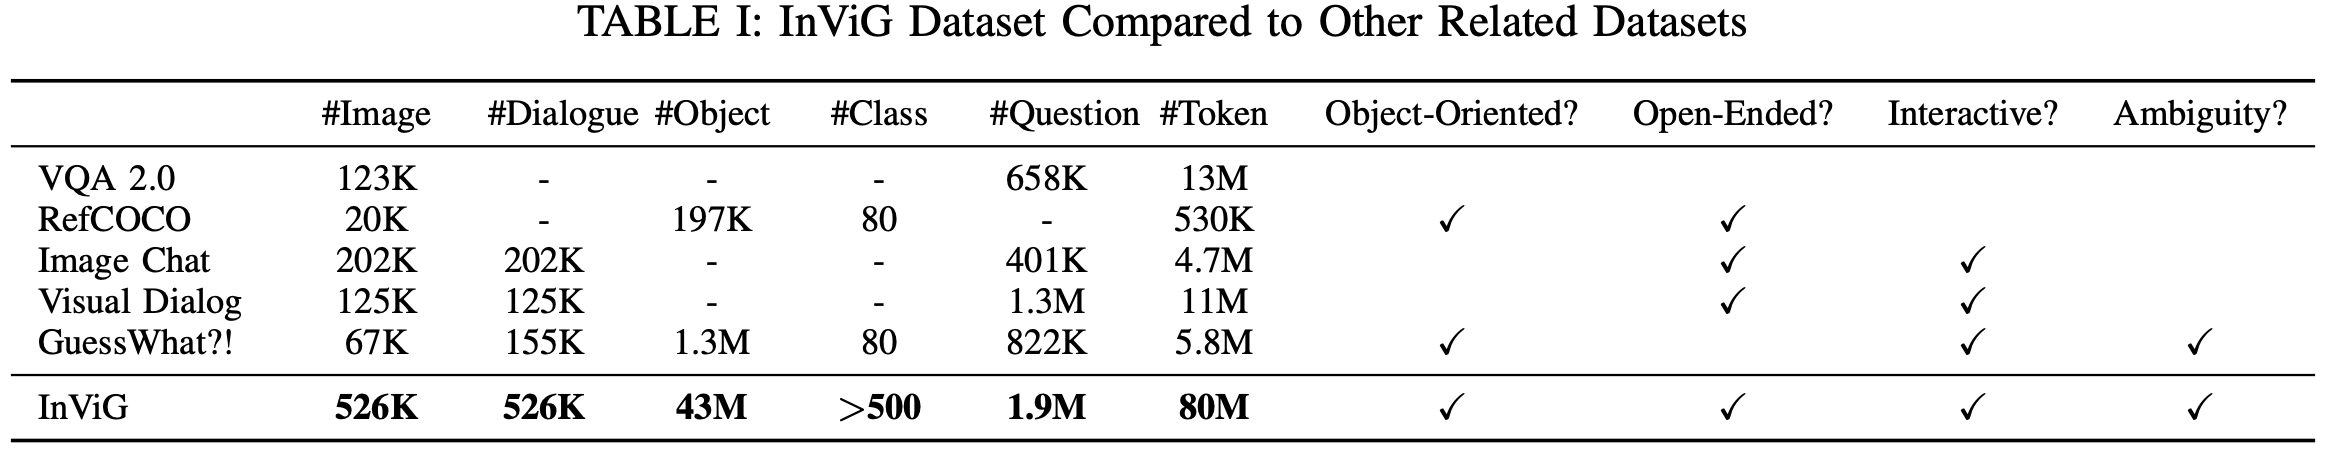 TABLE I: InViG Dataset Compared to Other Related Datasets
#Image #Dialogue #Object #Class #Question #Token Object-Oriented? Open-Ended? Interactive? Ambiguity?
VQA 2.0 123K - - - 658K 13M
RefCOCO 20K - 197K 80 - 530K ✓ ✓
Image Chat 202K 202K - - 401K 4.7M ✓ ✓
Visual Dialog 125K 125K - - 1.3M 11M ✓ ✓
GuessWhat?! 67K 155K 1.3M 80 822K 5.8M ✓ ✓ ✓
InViG 526K 526K 43M >500 1.9M 80M ✓ ✓ ✓ ✓